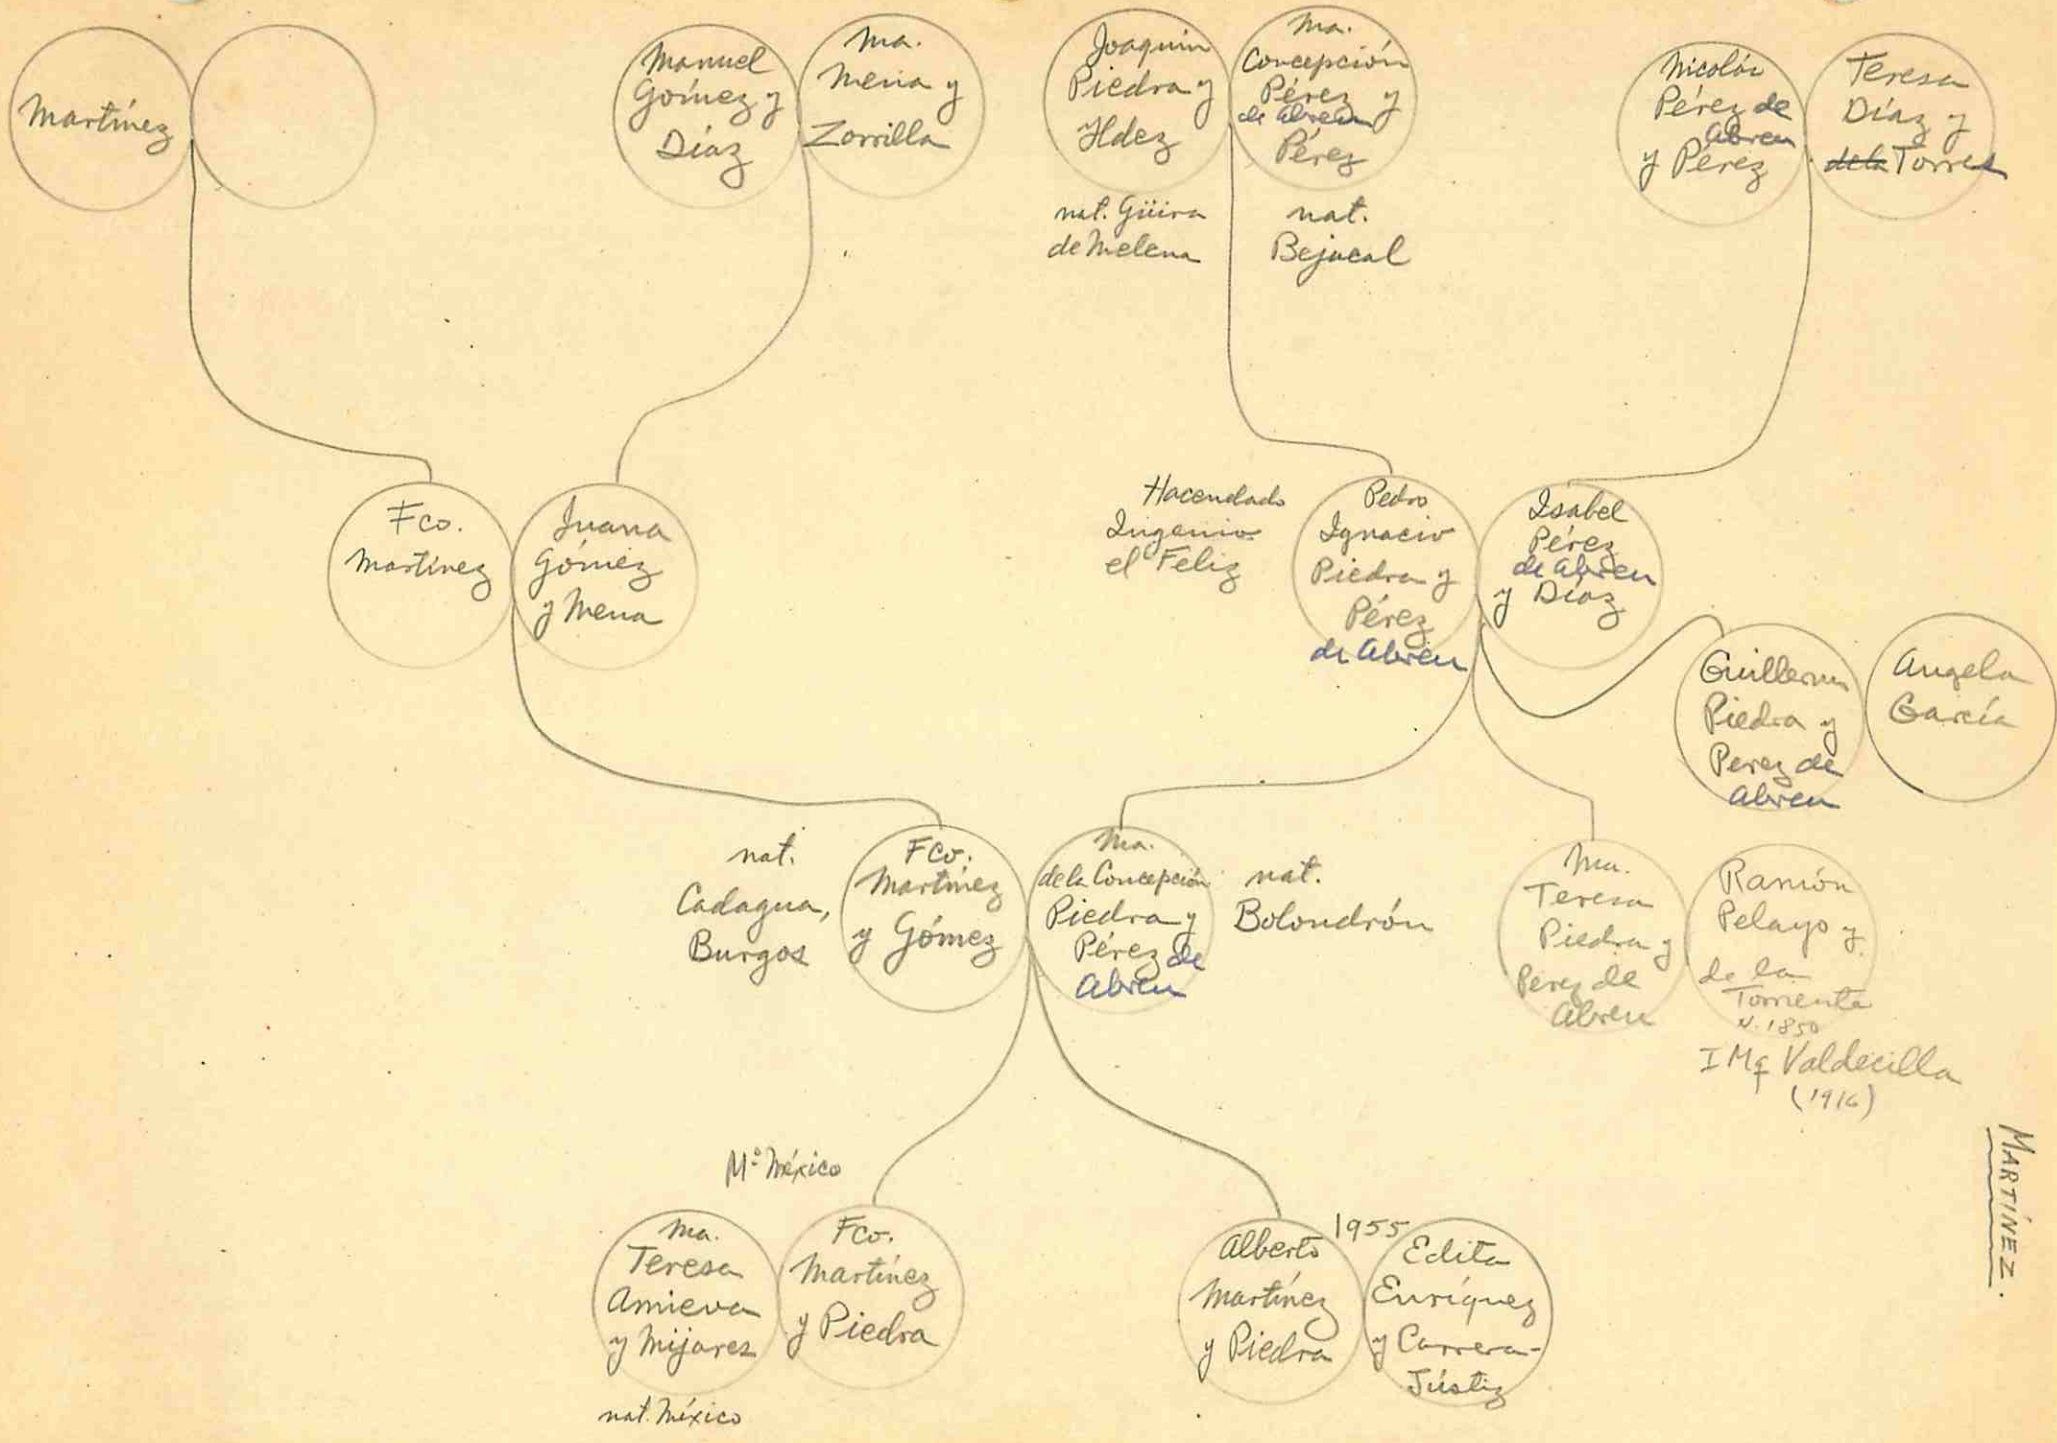 Martínez
Manuel
Gómez y
Díaz
Ma.
Mena y
Zorrilla
Joaquín
Piedra y
Hdez
nat. Güira
de Melena
Ma.
Concepción
Pérez y
de Abreu
Pérez
nat.
Bejucal
Nicolás
Pérez de
Abreu
y Pérez
Teresa
Díaz y
de la Torres
Fco.
Martínez
Juana
Gómez
y Mena
Hacendado
Ingenio
el Feliz
Pedro
Ignacio
Piedra y
Pérez
de Abreu
Isabel
Pérez
de Abreu
y Díaz
Guillermo
Piedra y
Perez de
Abreu
Angela
García
nat.
Cadagua,
Burgos
Fco.
Martínez
y Gómez
Ma.
de la Concepción
Piedra y
Pérez de
Abreu
nat.
Bolondrón
Ma.
Teresa
Piedra y
Perez de
Abreu
Ramón
Pelayo y
de la
Torriente
N. 1850
I Mq Valdecilla
(1916)
Mº México
Ma.
Teresa
Amieva
y Mijares
nat. México
Fco.
Martínez
y Piedra
Alberto
Martínez
y Piedra
1955
Edita
Enríquez
y Carrera-
Jústiz
MARTÍNEZ.